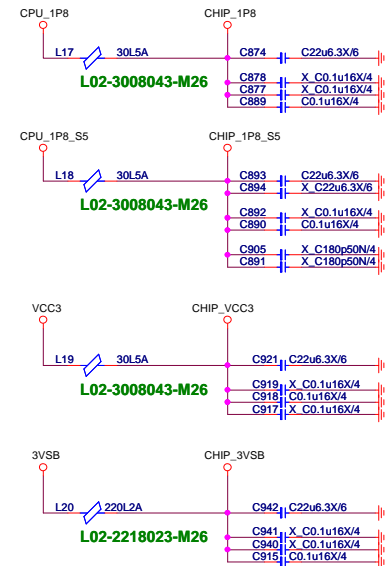 CPU_1P8 CHIP_1P8
L17 30L5A C874 C22u6.3X/6
L02-3008043-M26
C878 X_C0.1u16X/4
C877 X_C0.1u16X/4
C889 C0.1u16X/4
CPU_1P8_S5 CHIP_1P8_S5
L18 30L5A C893 C22u6.3X/6
C894 X_C22u6.3X/6
L02-3008043-M26
C892 X_C0.1u16X/4
C890 C0.1u16X/4
C905 X_C180p50N/4
C891 X_C180p50N/4
VCC3 CHIP_VCC3
L19 30L5A C921 C22u6.3X/6
L02-3008043-M26
C919 X_C0.1u16X/4
C918 C0.1u16X/4
C917 X_C0.1u16X/4
3VSB CHIP_3VSB
L20 220L2A C942 C22u6.3X/6
L02-2218023-M26
C941 X_C0.1u16X/4
C940 X_C0.1u16X/4
C915 C0.1u16X/4